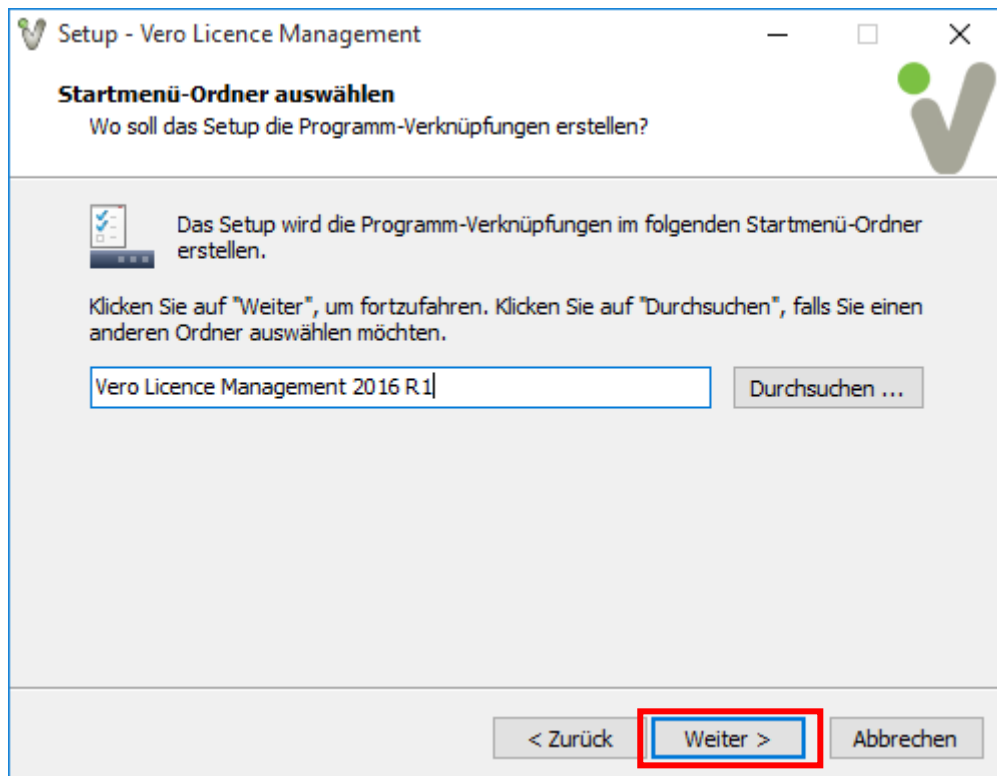 Setup - Vero Licence Management
Startmenü-Ordner auswählen
Wo soll das Setup die Programm-Verknüpfungen erstellen?
Das Setup wird die Programm-Verknüpfungen im folgenden Startmenü-Ordner
erstellen.
Klicken Sie auf "Weiter", um fortzufahren. Klicken Sie auf "Durchsuchen", falls Sie einen
anderen Ordner auswählen möchten.
Vero Licence Management 2016 R1
Durchsuchen ...
< Zurück
Weiter >
Abbrechen